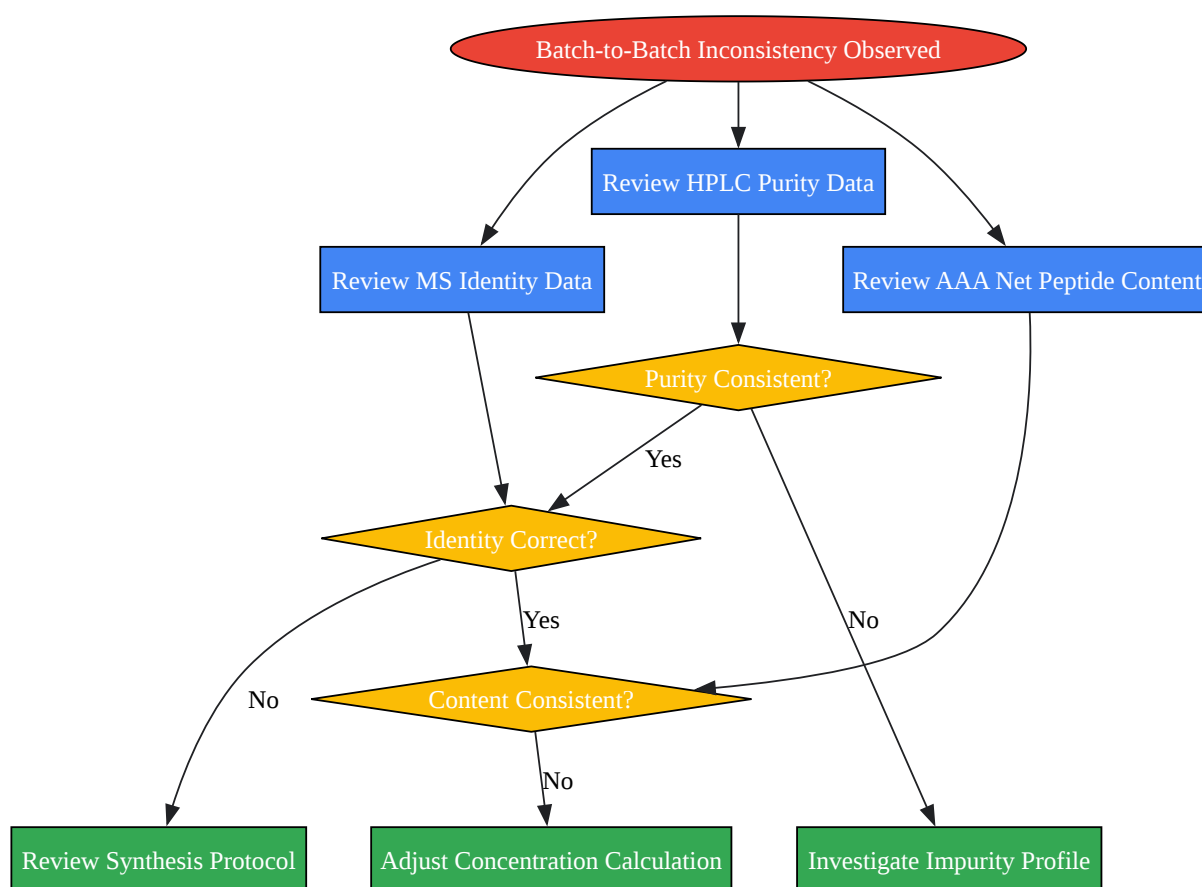 Batch-to-Batch Inconsistency Observed
Review HPLC Purity Data
Review MS Identity Data
Review AAA Net Peptide Content
Purity Consistent?
Yes
Identity Correct?
Yes
No
No
Content Consistent?
No
Review Synthesis Protocol
Adjust Concentration Calculation
Investigate Impurity Profile